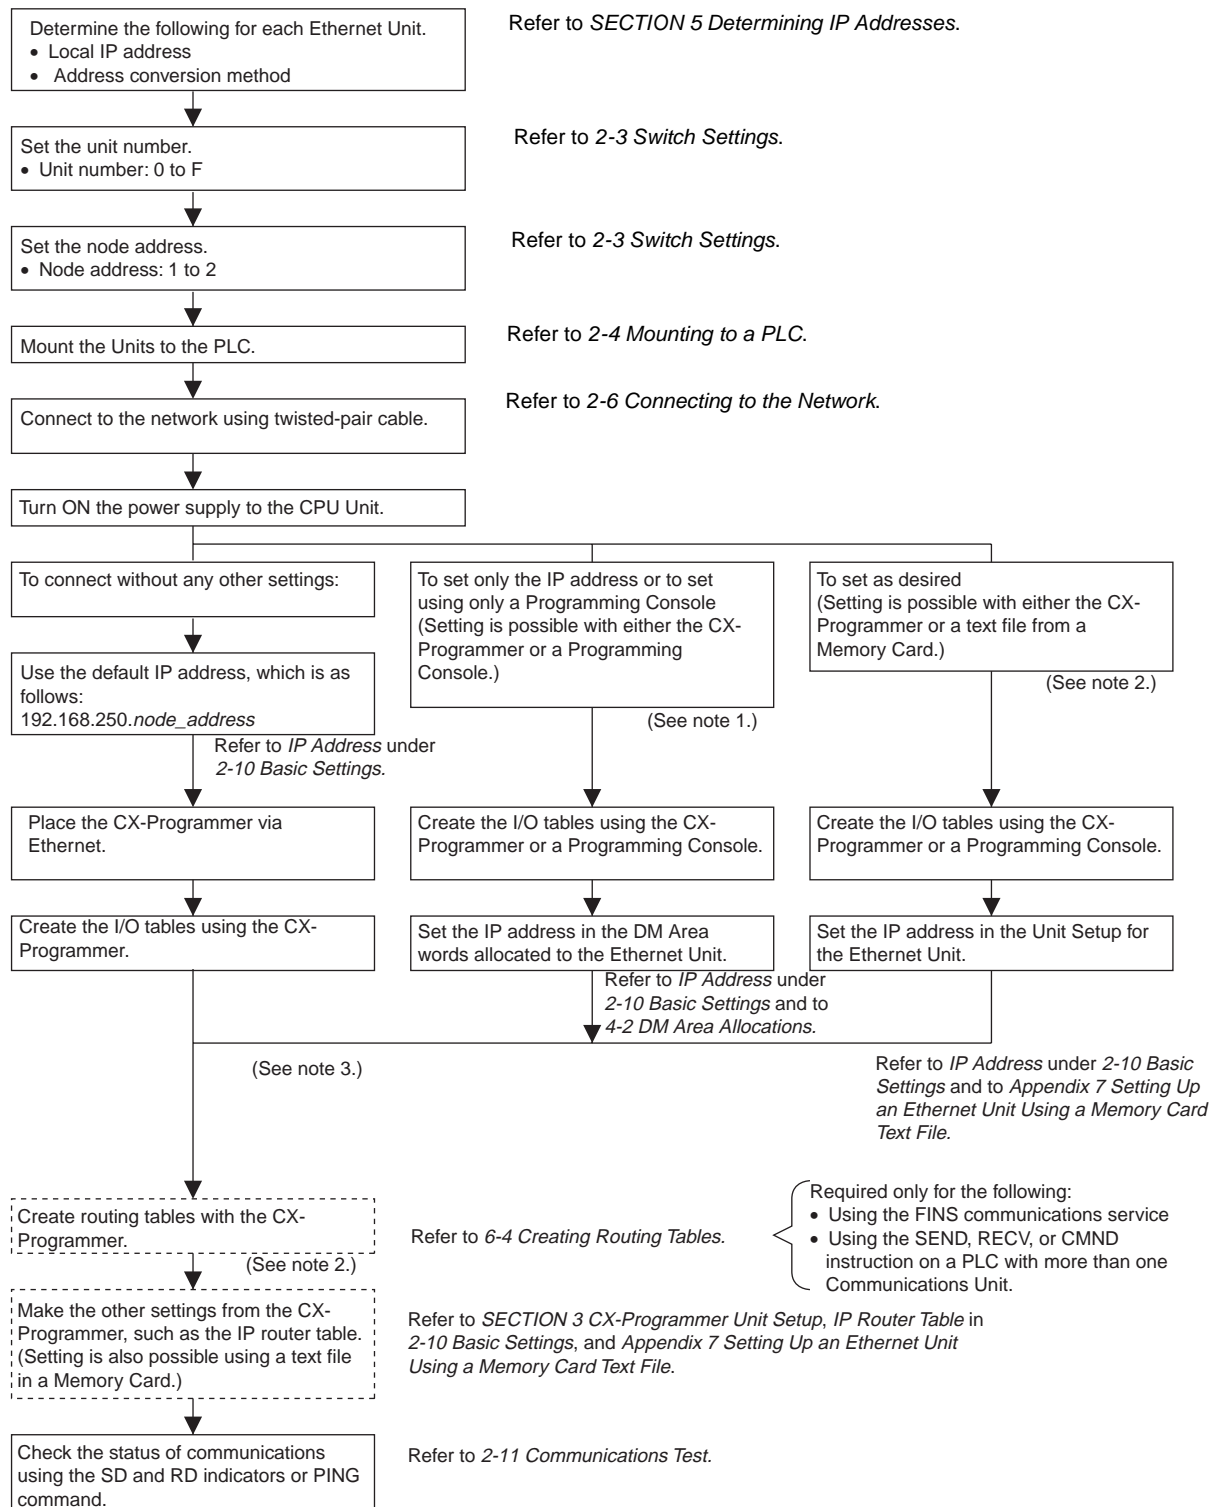 Determine the following for each Ethernet Unit.
• Local IP address
• Address conversion method
Refer to SECTION 5 Determining IP Addresses.
Set the unit number.
• Unit number: 0 to F
Refer to 2-3 Switch Settings.
Set the node address.
• Node address: 1 to 2
Refer to 2-3 Switch Settings.
Mount the Units to the PLC.
Refer to 2-4 Mounting to a PLC.
Connect to the network using twisted-pair cable.
Refer to 2-6 Connecting to the Network.
Turn ON the power supply to the CPU Unit.
To connect without any other settings:
Use the default IP address, which is as
follows:
192.168.250.node_address
Refer to IP Address under
2-10 Basic Settings.
Place the CX-Programmer via
Ethernet.
Create the I/O tables using the CX-
Programmer.
To set only the IP address or to set
using only a Programming Console
(Setting is possible with either the CX-
Programmer or a Programming
Console.)
(See note 1.)
Create the I/O tables using the CX-
Programmer or a Programming Console.
Set the IP address in the DM Area
words allocated to the Ethernet Unit.
Refer to IP Address under
2-10 Basic Settings and to
4-2 DM Area Allocations.
To set as desired
(Setting is possible with either the CX-
Programmer or a text file from a
Memory Card.)
(See note 2.)
Create the I/O tables using the CX-
Programmer or a Programming Console.
Set the IP address in the Unit Setup for
the Ethernet Unit.
Refer to IP Address under 2-10 Basic
Settings and to Appendix 7 Setting Up
an Ethernet Unit Using a Memory Card
Text File.
(See note 3.)
Create routing tables with the CX-
Programmer.
(See note 2.)
Refer to 6-4 Creating Routing Tables.
Required only for the following:
• Using the FINS communications service
• Using the SEND, RECV, or CMND
instruction on a PLC with more than one
Communications Unit.
Make the other settings from the CX-
Programmer, such as the IP router table.
(Setting is also possible using a text file
in a Memory Card.)
Refer to SECTION 3 CX-Programmer Unit Setup, IP Router Table in
2-10 Basic Settings, and Appendix 7 Setting Up an Ethernet Unit
Using a Memory Card Text File.
Check the status of communications
using the SD and RD indicators or PING
command.
Refer to 2-11 Communications Test.